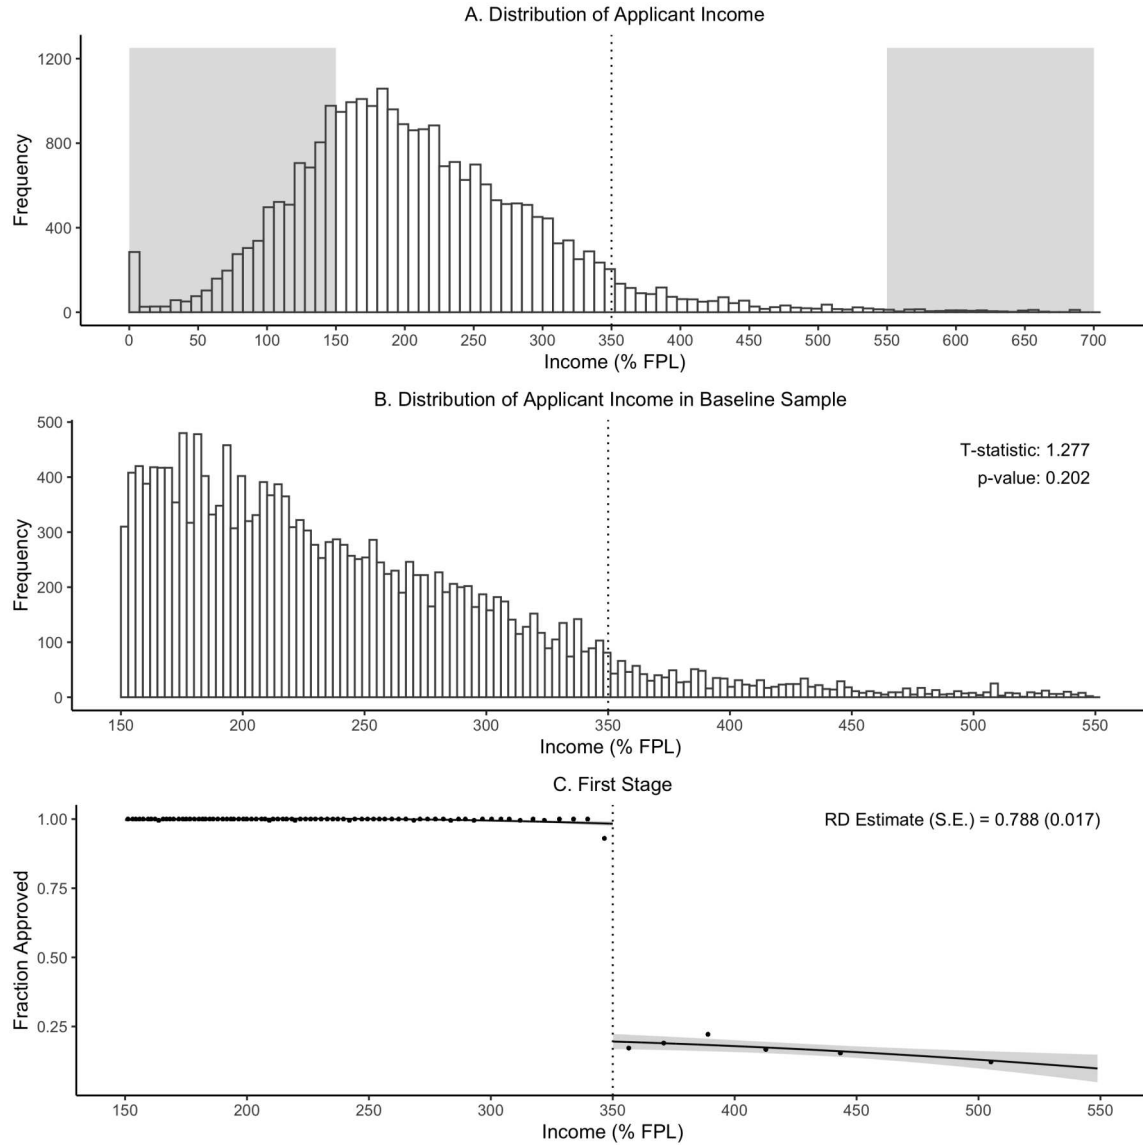 A. Distribution of Applicant Income
1200
800
400
0
Frequency
0 50 100 150 200 250 300 350 400 450 500 550 600 650 700
Income (% FPL)
B. Distribution of Applicant Income in Baseline Sample
500
400
300
200
100
0
Frequency
T-statistic: 1.277
p-value: 0.202
150 200 250 300 350 400 450 500 550
Income (% FPL)
C. First Stage
1.00
0.75
0.50
0.25
Fraction Approved
RD Estimate (S.E.) = 0.788 (0.017)
150 200 250 300 350 400 450 500 550
Income (% FPL)